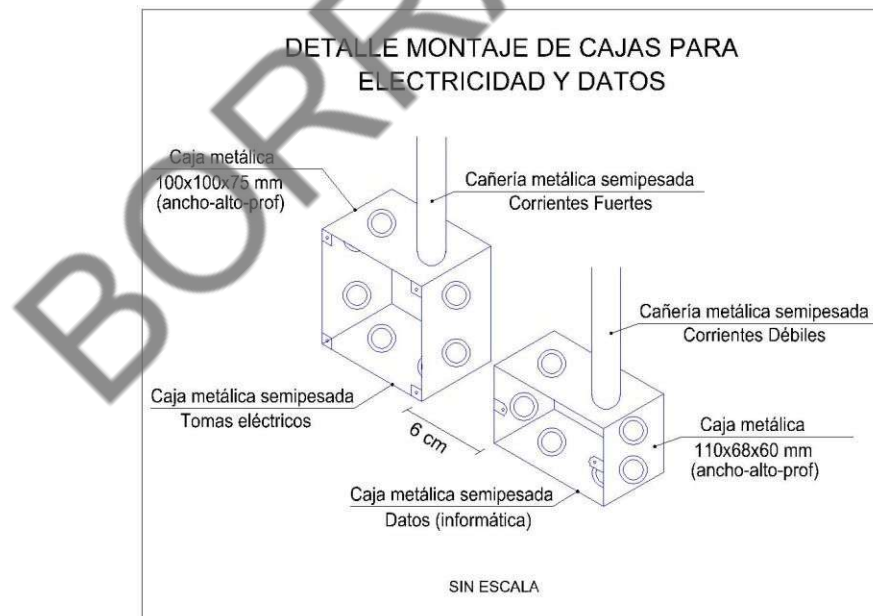 DETALLE MONTAJE DE CAJAS PARA
ELECTRICIDAD Y DATOS
Caja metálica
100x100x75 mm
(ancho-alto-prof)
Cañería metálica semipesada
Corrientes Fuertes
Cañería metálica semipesada
Corrientes Débiles
Caja metálica semipesada
Tomas eléctricos
6 cm
Caja metálica
110x68x60 mm
(ancho-alto-prof)
Caja metálica semipesada
Datos (informática)
SIN ESCALA